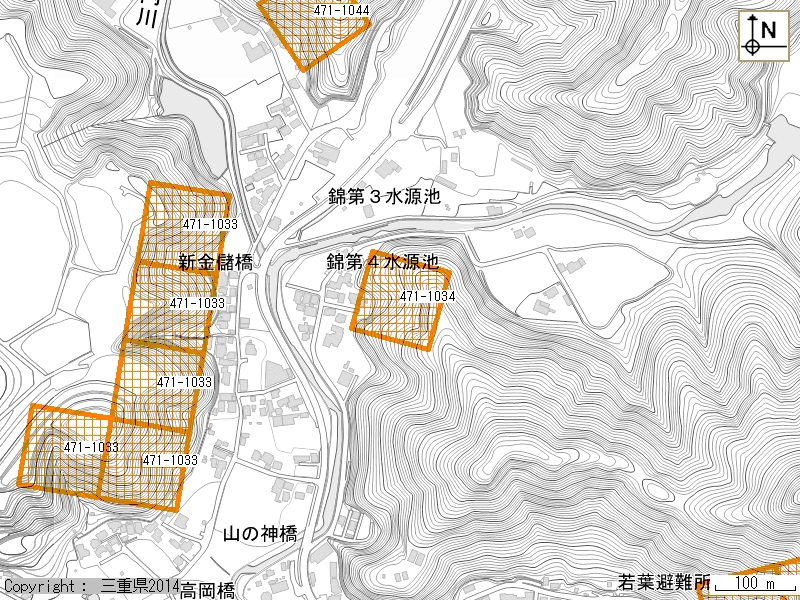 471-1044
川
N
錦第３水源池
471-1033
新金儲橋
錦第４水源池
471-1034
471-1033
471-1033
471-1033
471-1033
山の神橋
高岡橋
若葉避難所
100 m
Copyright : 三重県2014